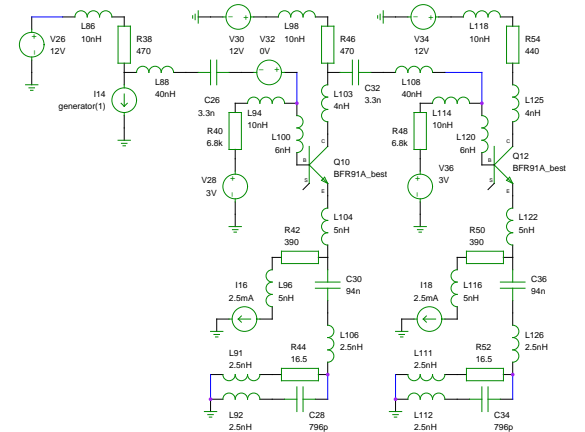 L86
10nH
V26
12V
R38
470
I14
generator(1)
L88
40nH
C26
3.3n
V30
12V
V32
0V
L98
10nH
R46
470
L94
10nH
R40
6.8k
L100
6nH
L103
4nH
V28
3V
C
B
S
E
Q10
BFR91A_best
L104
5nH
R42
390
I16
2.5mA
L96
5nH
C30
94n
L106
2.5nH
L91
2.5nH
R44
16.5
L92
2.5nH
C28
796p
C32
3.3n
L108
40nH
V34
12V
L118
10nH
R54
440
L114
10nH
R48
6.8k
L120
6nH
L125
4nH
V36
3V
C
B
S
E
Q12
BFR91A_best
L122
5nH
R50
390
I18
2.5mA
L116
5nH
C36
94n
L126
2.5nH
L111
2.5nH
R52
16.5
L112
2.5nH
C34
796p